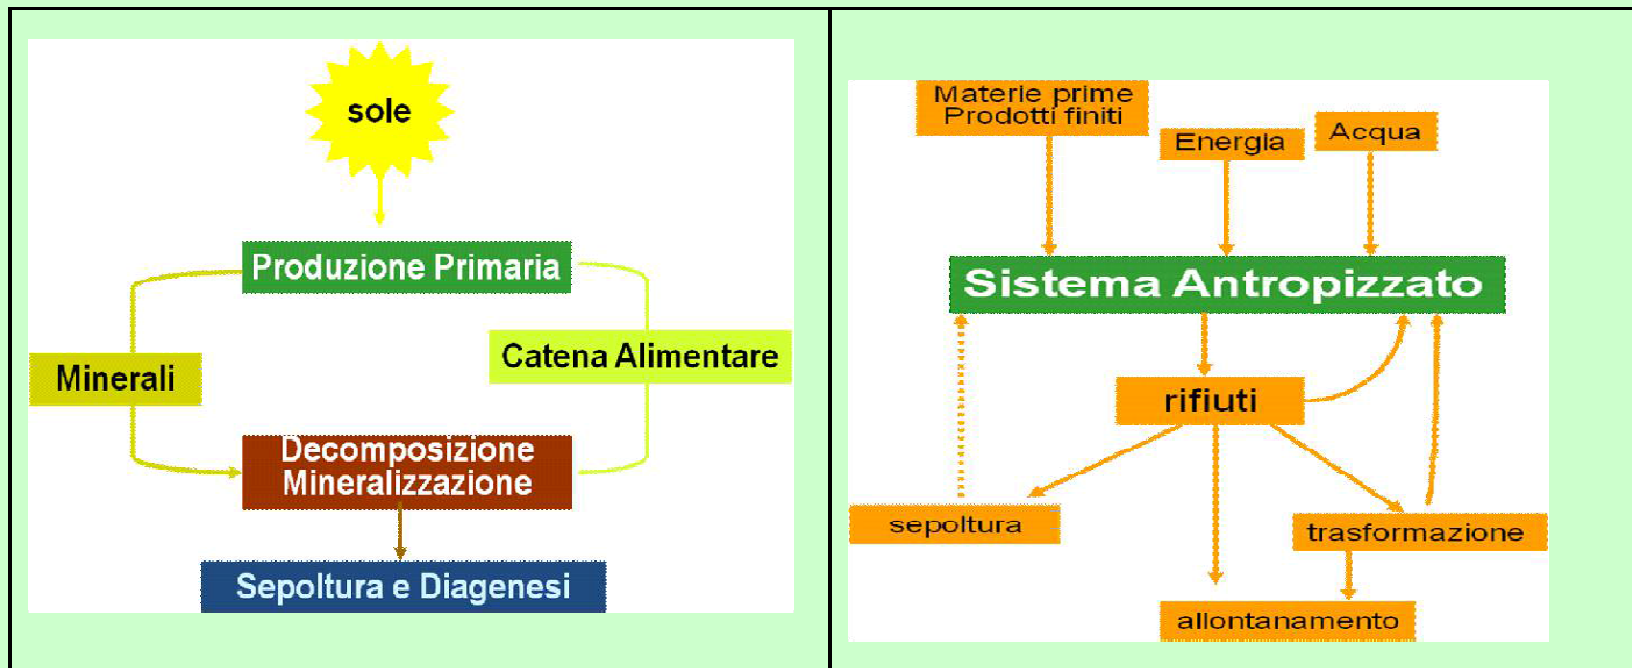 sole
Produzione Primaria
Catena Alimentare
Minerali
Decomposizione
Mineralizzazione
Sepoltura e Diagenesi
Materie prime
Prodotti finiti
Energia
Acqua
Sistema Antropizzato
rifiuti
sepoltura
trasformazione
allontanamento